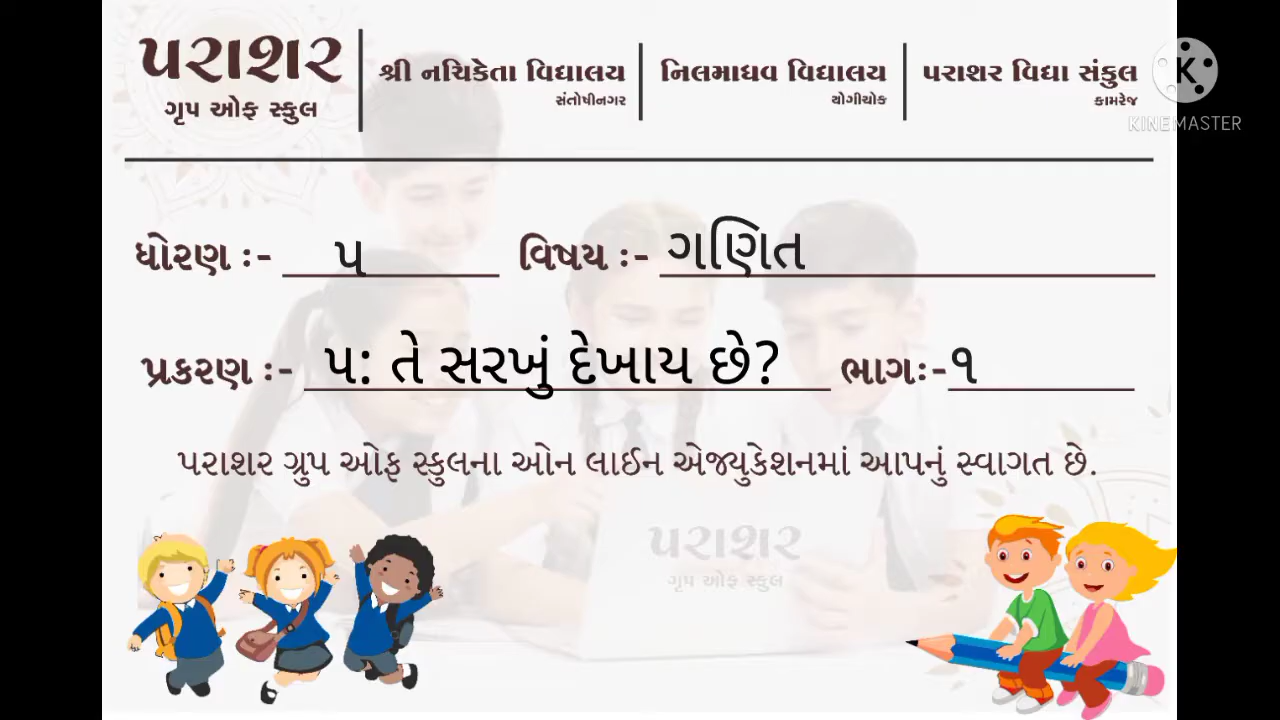 પરાશર
ગૃપ ઓફ સ્કુલ
શ્રી નચિકેતા વિદ્યાલય
સંતોષીનગર
નિલમાધવ વિદ્યાલય
યોગીચોક
પરાશર વિદ્યા સંકુલ
કામરેજ
KINEMASTER
ધોરણ :- ૫ વિષય :- ગણિત
પ્રકરણ :- ૫: તે સરખું દેખાય છે? ભાગ:-૧
પરાશર ગ્રુપ ઓફ સ્કુલના ઓન લાઈન એજ્યુકેશનમાં આપનું સ્વાગત છે.
પરાશર
ગૃપ ઓફ સ્કુલ